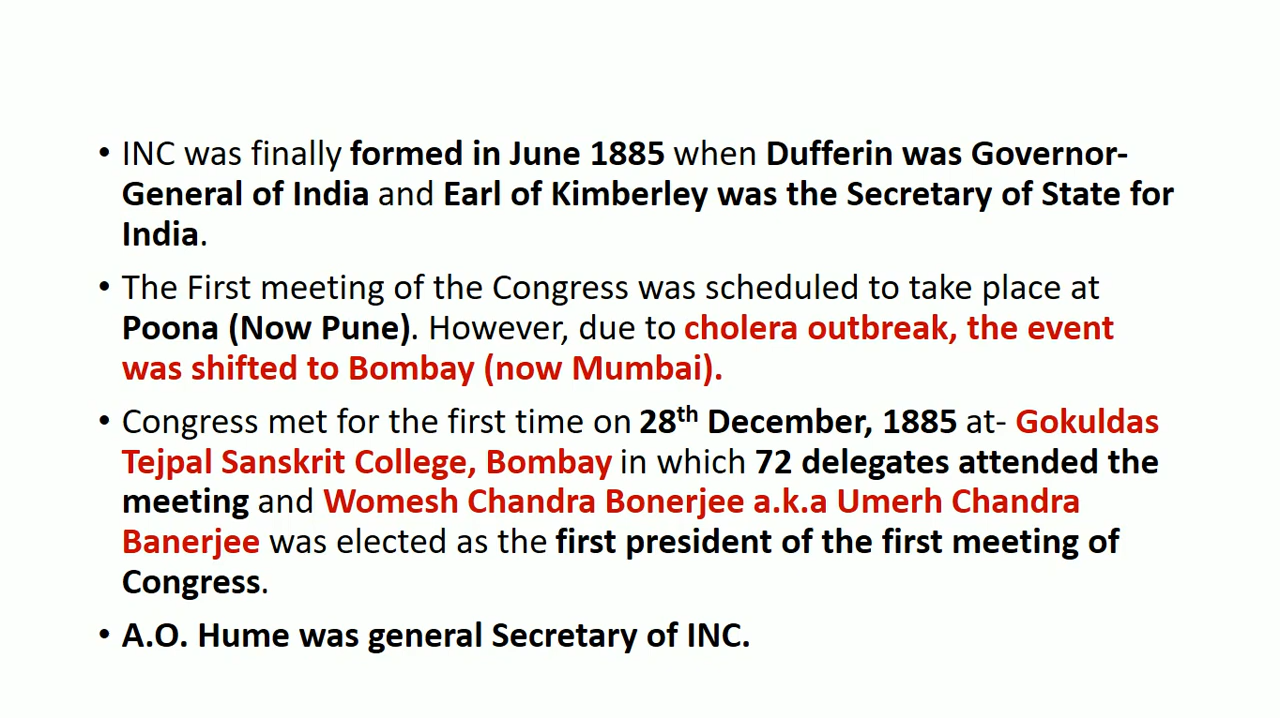 • INC was finally formed in June 1885 when Dufferin was Governor-
General of India and Earl of Kimberley was the Secretary of State for
India.
• The First meeting of the Congress was scheduled to take place at
Poona (Now Pune). However, due to cholera outbreak, the event
was shifted to Bombay (now Mumbai).
• Congress met for the first time on 28th December, 1885 at- Gokuldas
Tejpal Sanskrit College, Bombay in which 72 delegates attended the
meeting and Womesh Chandra Bonerjee a.k.a Umerh Chandra
Banerjee was elected as the first president of the first meeting of
Congress.
• A.O. Hume was general Secretary of INC.